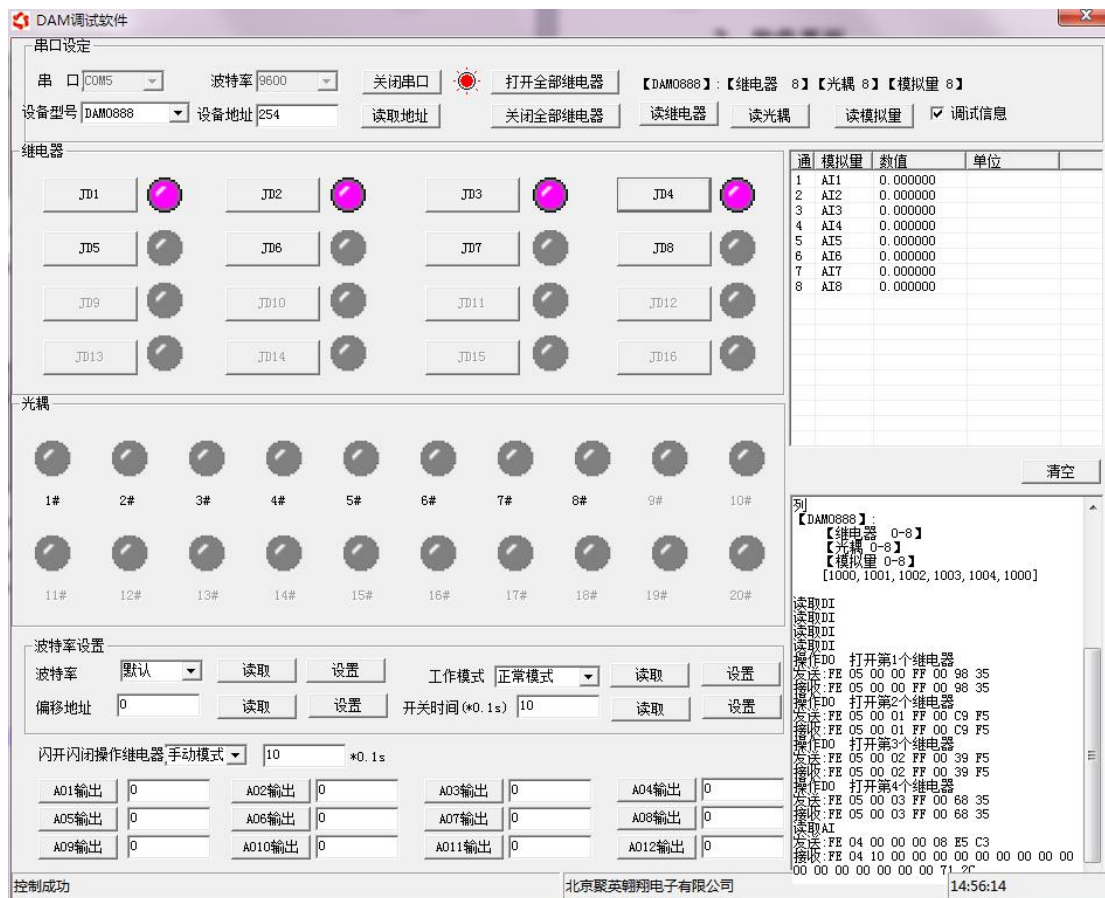 DAM调试软件
串口设定
串 口 COM5 波特率 9600 关闭串口 打开全部继电器 【DAM0888】:【继电器 8】【光耦 8】【模拟量 8】
设备型号 DAM0888 设备地址 254 读取地址 关闭全部继电器 读继电器 读光耦 读模拟量 调试信息
继电器
JD1 JD2 JD3 JD4
JD5 JD6 JD7 JD8
JD9 JD10 JD11 JD12
JD13 JD14 JD15 JD16
通 模拟量 数值 单位
1 AI1 0.000000
2 AI2 0.000000
3 AI3 0.000000
4 AI4 0.000000
5 AI5 0.000000
6 AI6 0.000000
7 AI7 0.000000
8 AI8 0.000000
清空
光耦
1# 2# 3# 4# 5# 6# 7# 8# 9# 10#
11# 12# 13# 14# 15# 16# 17# 18# 19# 20#
列
【DAM0888】:
【继电器 0-8】
【光耦 0-8】
【模拟量 0-8】
[1000,1001,1002,1003,1004,1000]
读取DI
读取DI
读取DI
读取DI
操作DO 打开第1个继电器
发送:FE 05 00 00 FF 00 98 35
接收:FE 05 00 00 FF 00 98 35
操作DO 打开第2个继电器
发送:FE 05 00 01 FF 00 C9 F5
接收:FE 05 00 01 FF 00 C9 F5
操作DO 打开第3个继电器
发送:FE 05 00 02 FF 00 39 F5
接收:FE 05 00 02 FF 00 39 F5
操作DO 打开第4个继电器
发送:FE 05 00 03 FF 00 68 35
接收:FE 05 00 03 FF 00 68 35
读取AI
发送:FE 04 00 00 00 08 E5 C3
接收:FE 04 10 00 00 00 00 00 00 00 00 00
00 00 00 00 00 00 00 71 2C
波特率设置
波特率 默认 读取 设置 工作模式 正常模式 读取 设置
偏移地址 0 读取 设置 开关时间(*0.1s) 10 读取 设置
闪开闪闭操作继电器 手动模式 10 *0.1s
AO1输出 0 AO2输出 0 AO3输出 0 AO4输出 0
AO5输出 0 AO6输出 0 AO7输出 0 AO8输出 0
AO9输出 0 AO10输出 0 AO11输出 0 AO12输出 0
控制成功 北京聚英翱翔电子有限公司 14:56:14